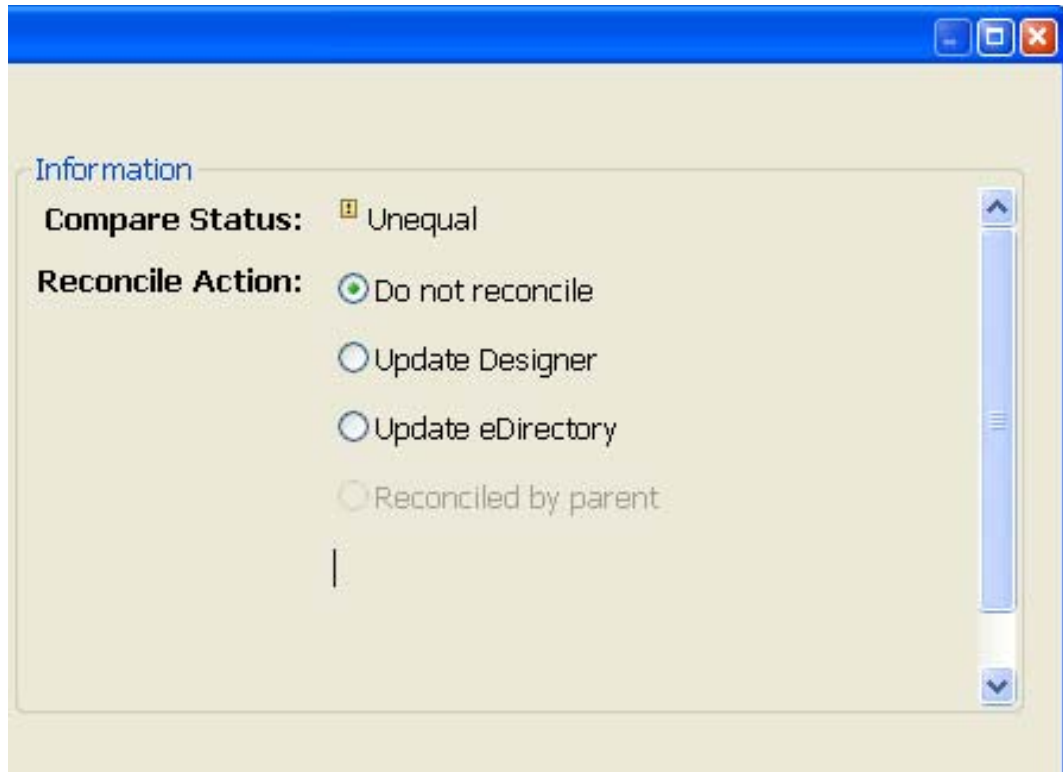 Information
Compare Status: Unequal
Reconcile Action: Do not reconcile
Update Designer
Update eDirectory
Reconciled by parent